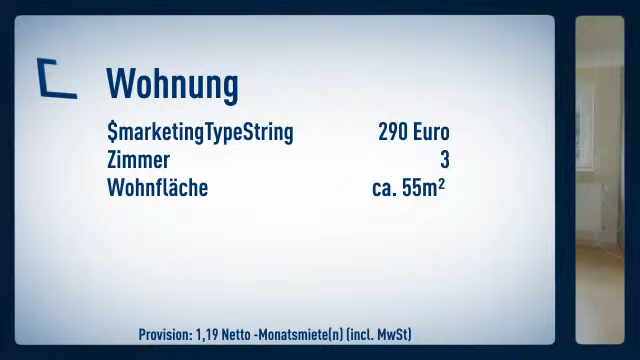 Wohnung
$marketingTypeString 290 Euro
Zimmer 3
Wohnfläche ca. 55m²
Provision: 1,19 Netto -Monatsmiete(n) (incl. MwSt)